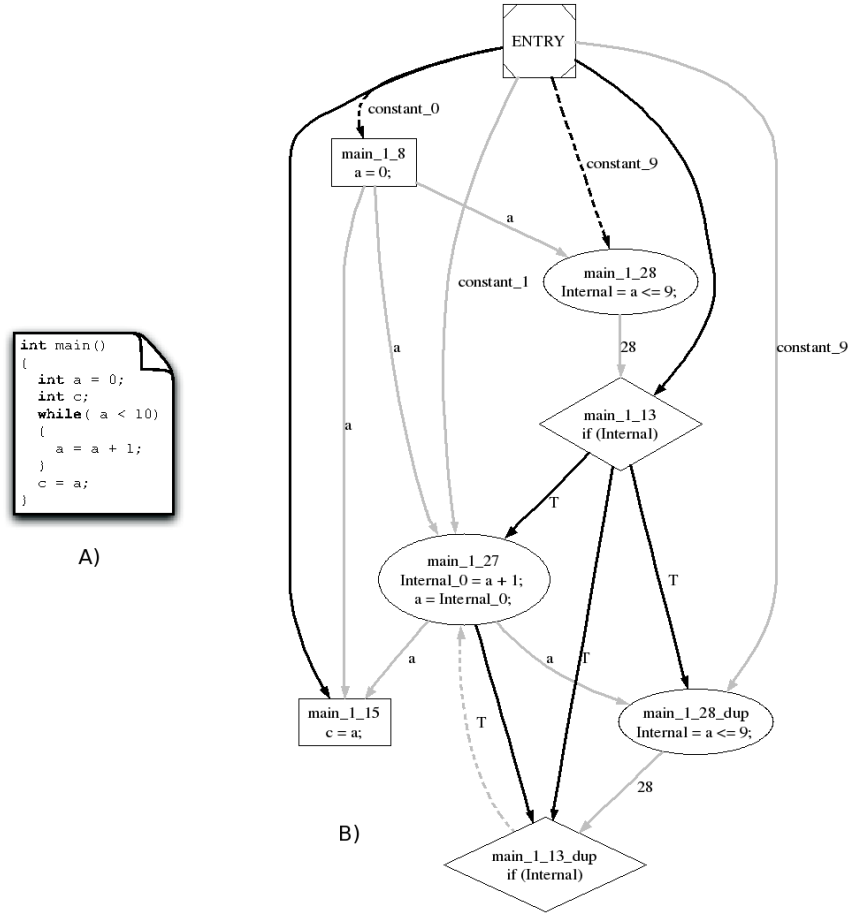 ENTRY
constant_0
main_1_8
a = 0;
constant_9
a
main_1_28
Internal = a <= 9;
constant_1
28
constant_9
a
a
main_1_13
if (Internal)
T
main_1_27
Internal_0 = a + 1;
a = Internal_0;
T
a
a
T
main_1_15
c = a;
T
main_1_28_dup
Internal = a <= 9;
28
main_1_13_dup
if (Internal)
int main()
{
int a = 0;
int c;
while( a < 10)
{
a = a + 1;
}
c = a;
}
A)
B)